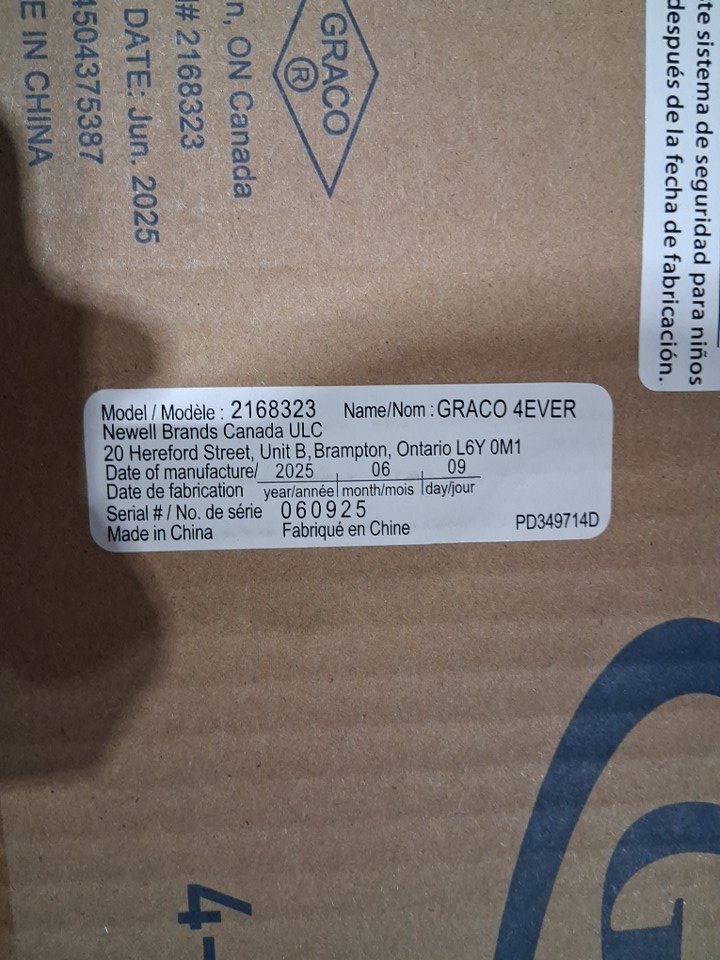 GRACO
®
n, ON Canada
# 2168323
DATE: Jun. 2025
4504375387
E IN CHINA
te sistema de seguridad para niños
después de la fecha de fabricación.
Model / Modèle : 2168323 Name/Nom : GRACO 4EVER
Newell Brands Canada ULC
20 Hereford Street, Unit B, Brampton, Ontario L6Y 0M1
Date of manufacture/ 2025 06 09
Date de fabrication year/année month/mois day/jour
Serial # / No. de série 060925
Made in China Fabriqué en Chine PD349714D
G
4-